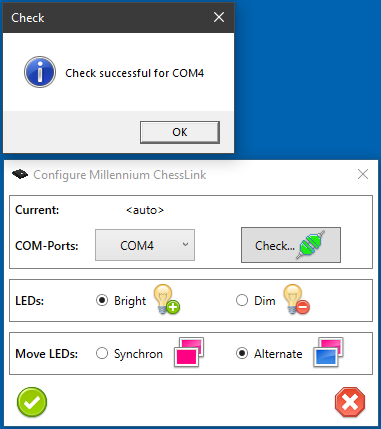 Check
Check successful for COM4
OK
Configure Millennium ChessLink
Current: <auto>
COM-Ports: COM4 Check...
LEDs: Bright Dim
Move LEDs: Synchron Alternate